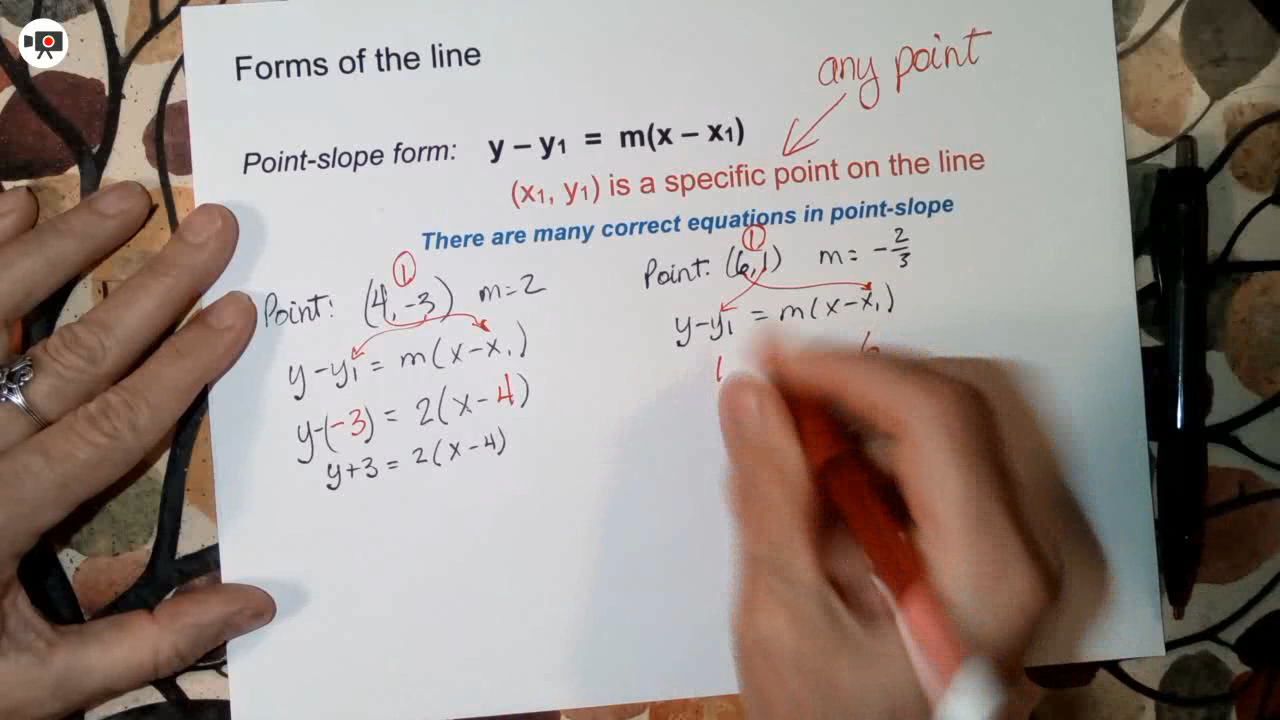 Forms of the line
any point
Point-slope form: y – y₁ = m(x – x₁)
(x₁, y₁) is a specific point on the line
There are many correct equations in point-slope
①
Point: (4, -3) m=2
y-y₁ = m(x-x₁)
y-(-3) = 2(x-4)
y+3 = 2(x-4)
①
Point: (6,1) m= -2/3
y-y₁ = m(x-x₁)
1 6